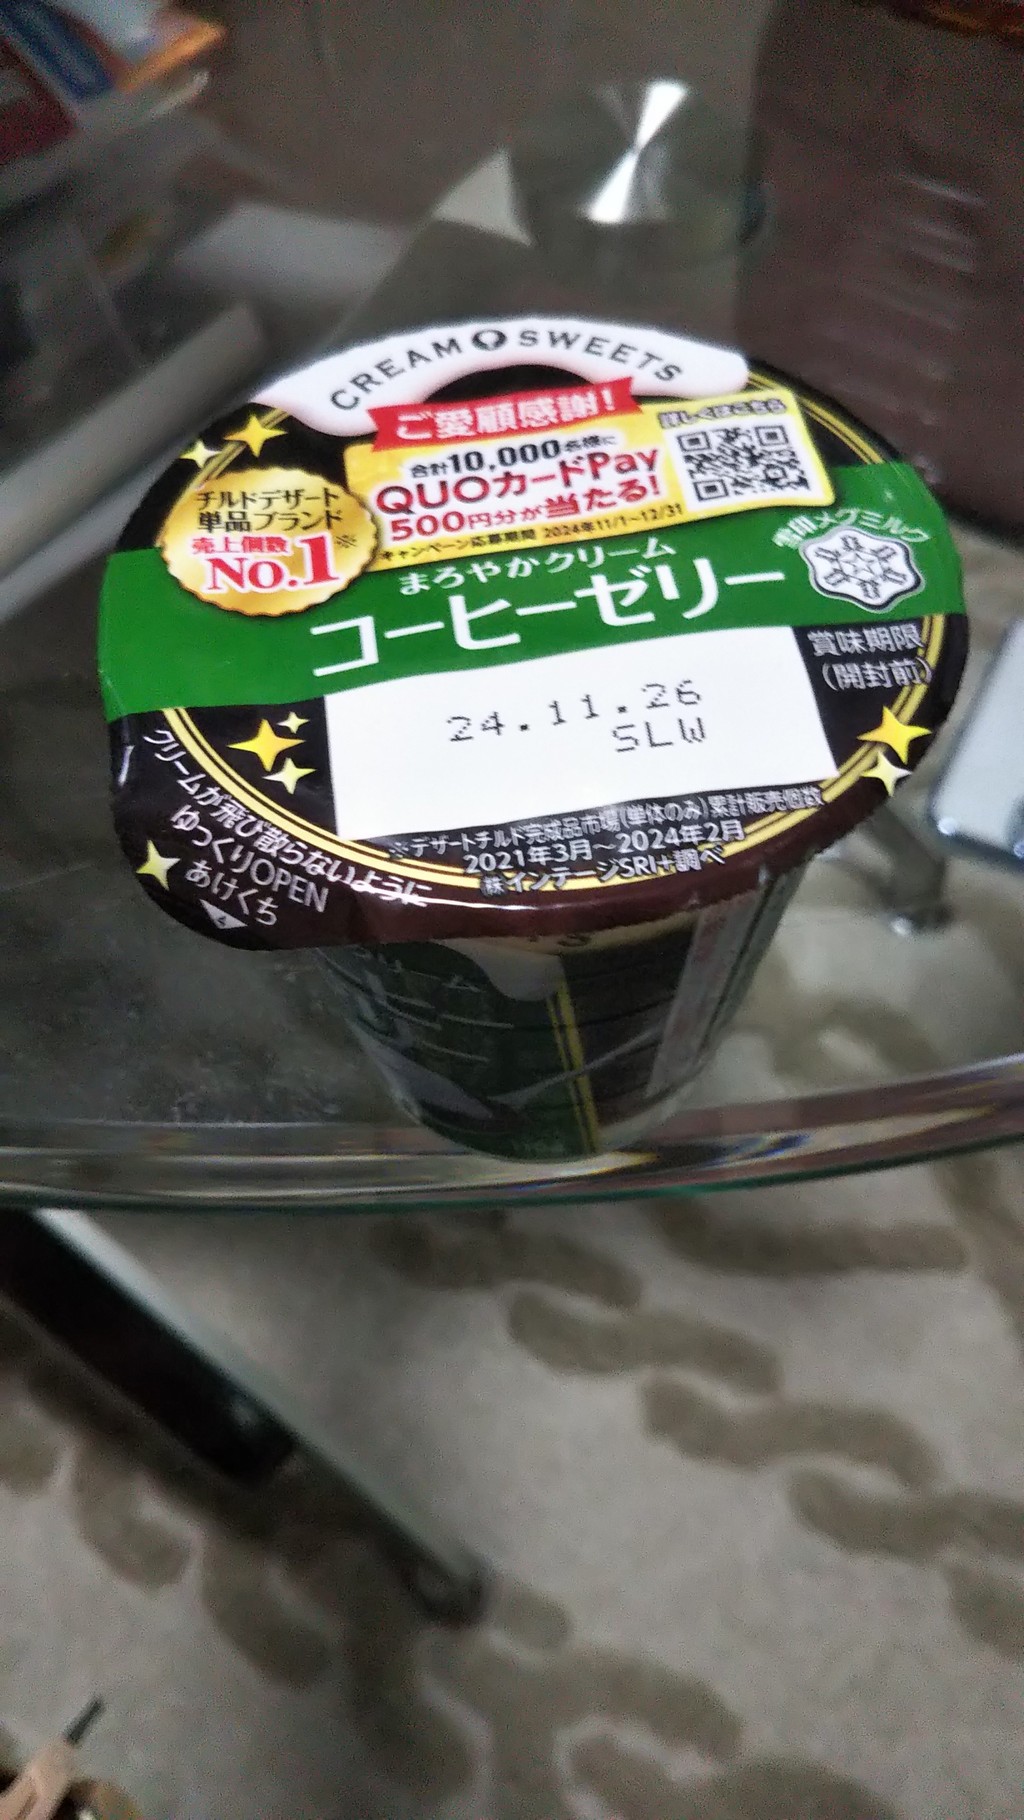 CREAM SWEETS
ご愛顧感謝!
合計10,000名様に
QUOカードPay
500円分が当たる!
キャンペーン応募期間 2024年11/1~12/31
詳しくはこちら
チルドデザート
単品ブランド
売上個数
No.1※
まろやかクリーム
コーヒーゼリー
雪印メグミルク
賞味期限
(開封前)
24.11.26
SLW
※デザートチルド完成品市場(単体のみ)累計販売個数
2021年3月~2024年2月
㈱インテージSRI+調べ
クリームが飛び散らないように
ゆっくりOPEN
あけくち